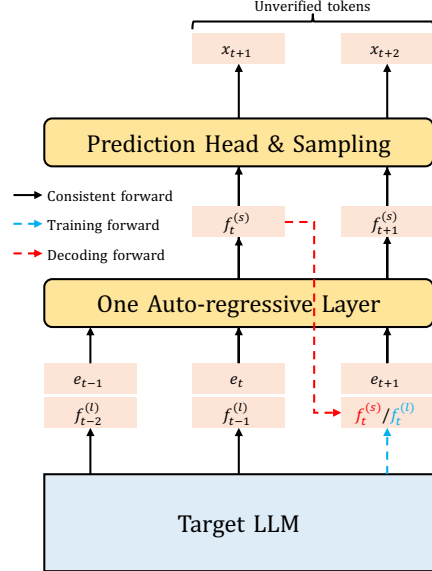 Unverified tokens
x_{t+1} x_{t+2}
Prediction Head & Sampling
Consistent forward
Training forward
Decoding forward
f_t^{(s)} f_{t+1}^{(s)}
One Auto-regressive Layer
e_{t-1} e_t e_{t+1}
f_{t-2}^{(l)} f_{t-1}^{(l)} f_t^{(s)}/f_t^{(l)}
Target LLM